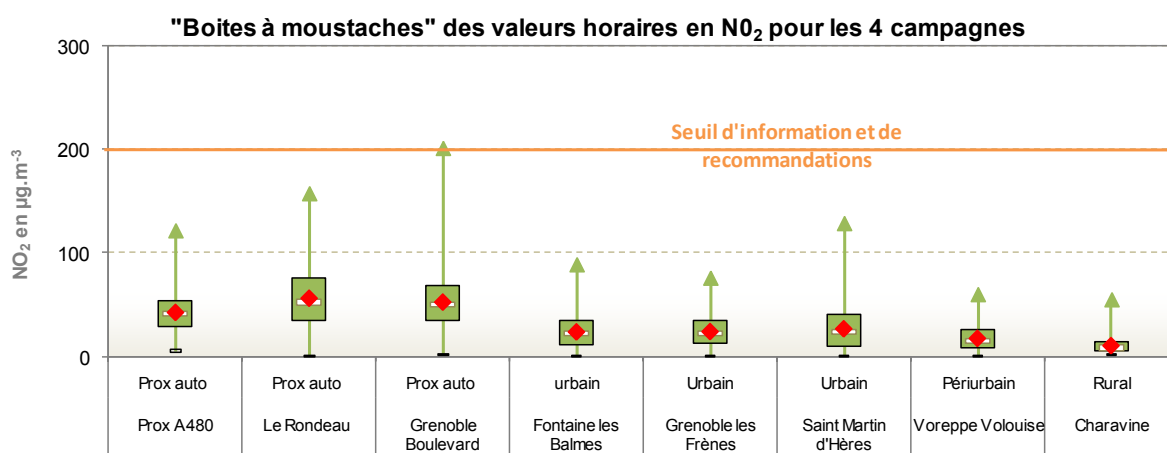 "Boites à moustaches" des valeurs horaires en N0₂ pour les 4 campagnes
300
200
100
0
NO₂ en µg.m⁻³
Seuil d'information et de
recommandations
Prox auto Prox auto Prox auto urbain Urbain Urbain Périurbain Rural
Prox A480 Le Rondeau Grenoble Fontaine les Grenoble les Saint Martin Voreppe Volouise Charavine
Boulevard Balmes Frènes d'Hères